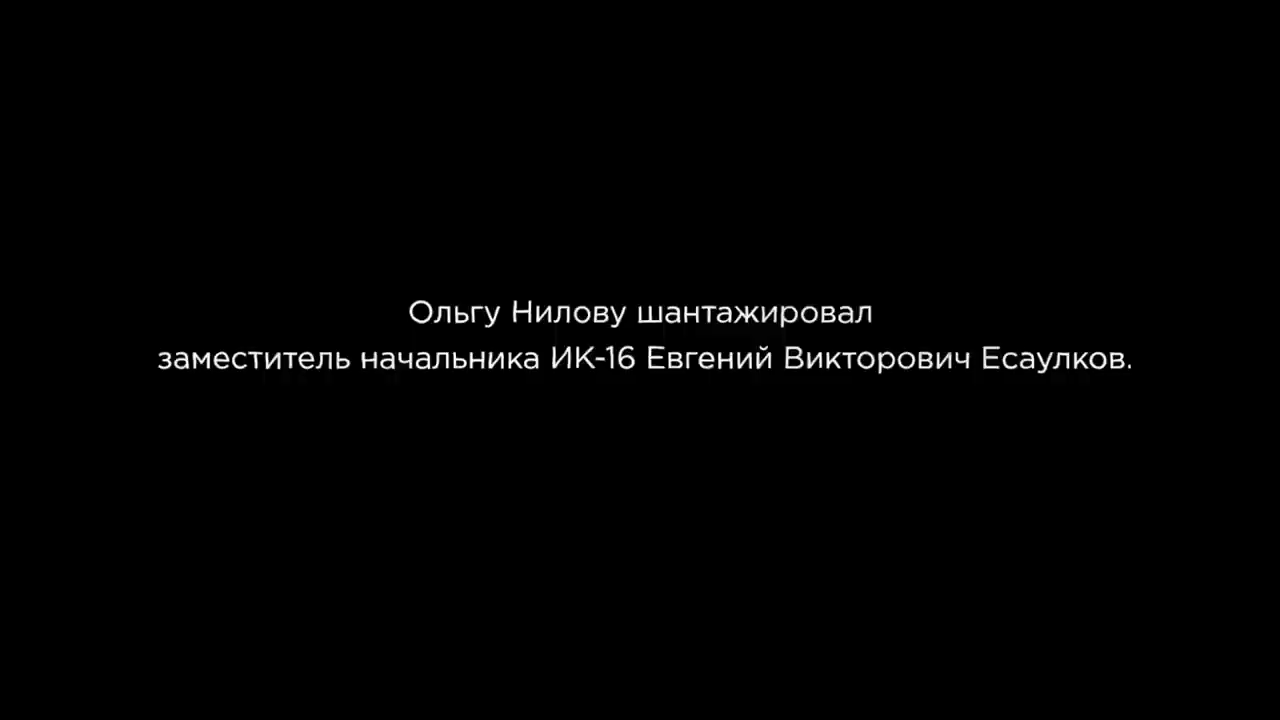 Ольгу Нилову шантажировал
заместитель начальника ИК-16 Евгений Викторович Есаулков.